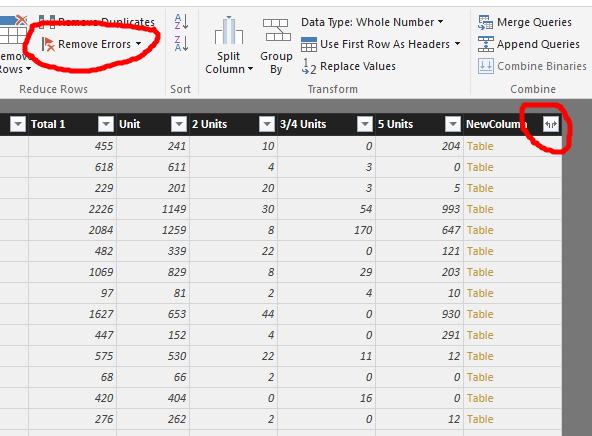 Remove Duplicates
Data Type: Whole Number
Merge Queries
Remove Errors
Use First Row As Headers
Append Queries
Rows
Split Column
Group By
Replace Values
Combine Binaries
Reduce Rows
Sort
Transform
Combine
Total 1 Unit 2 Units 3/4 Units 5 Units NewColumn
455 241 10 0 204 Table
618 611 4 3 0 Table
229 201 20 3 5 Table
2226 1149 30 54 993 Table
2084 1259 8 170 647 Table
482 339 22 0 121 Table
1069 829 8 29 203 Table
97 81 2 4 10 Table
1627 653 44 0 930 Table
447 152 4 0 291 Table
575 530 22 11 12 Table
68 66 2 0 0 Table
420 404 0 16 0 Table
276 262 2 0 12 Table